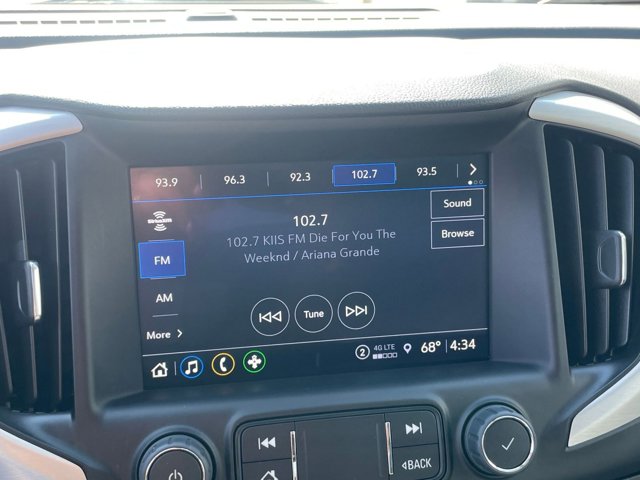 93.9 96.3 92.3 102.7 93.5
SiriusXM
FM
AM
More
102.7
102.7 KIIS FM Die For You The
Weeknd / Ariana Grande
Sound
Browse
Tune
2 4G LTE 68° 4:34
BACK